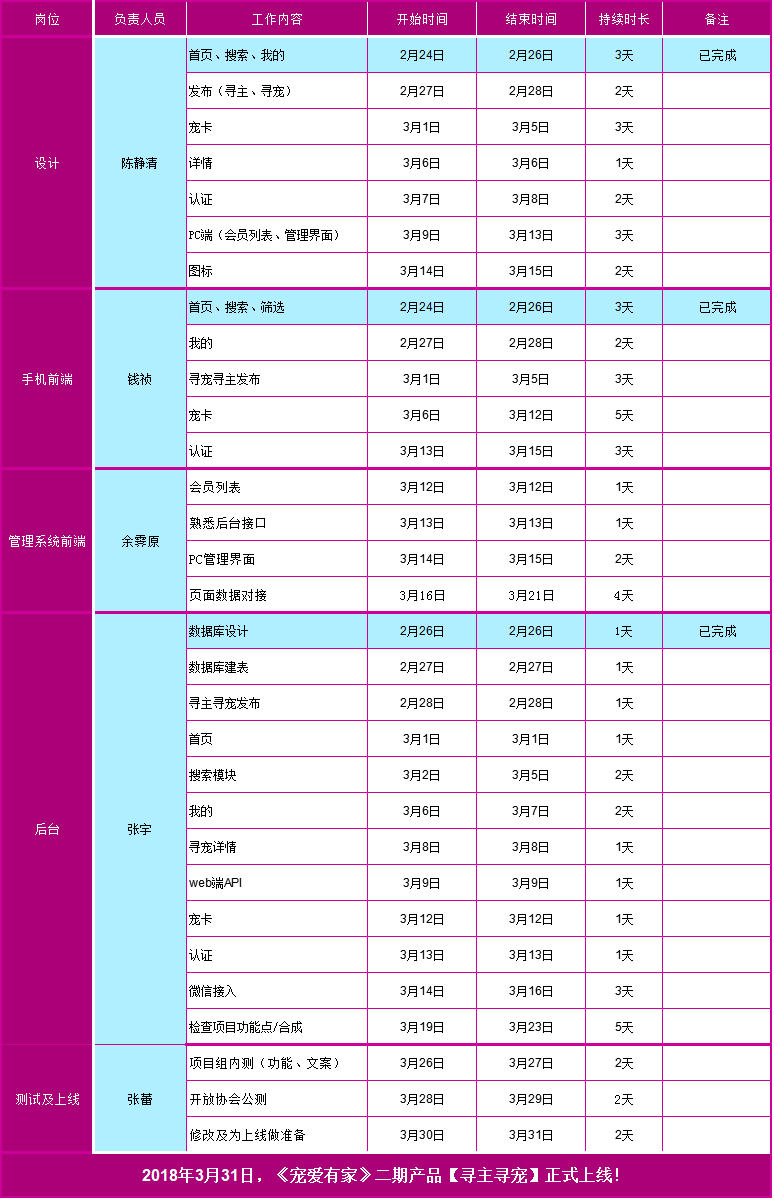 岗位 负责人员 工作内容 开始时间 结束时间 持续时长 备注
首页、搜索、我的 2月24日 2月26日 3天 已完成
发布（寻主、寻宠） 2月27日 2月28日 2天
宠卡 3月1日 3月5日 3天
设计 陈静清 详情 3月6日 3月6日 1天
认证 3月7日 3月8日 2天
PC端（会员列表、管理界面） 3月9日 3月13日 3天
图标 3月14日 3月15日 2天
首页、搜索、筛选 2月24日 2月26日 3天 已完成
我的 2月27日 2月28日 2天
手机前端 钱祯 寻宠寻主发布 3月1日 3月5日 3天
宠卡 3月6日 3月12日 5天
认证 3月13日 3月15日 3天
会员列表 3月12日 3月12日 1天
熟悉后台接口 3月13日 3月13日 1天
管理系统前端 余霁原
PC管理界面 3月14日 3月15日 2天
页面数据对接 3月16日 3月21日 4天
数据库设计 2月26日 2月26日 1天 已完成
数据库建表 2月27日 2月27日 1天
寻主寻宠发布 2月28日 2月28日 1天
首页 3月1日 3月1日 1天
搜索模块 3月2日 3月5日 2天
我的 3月6日 3月7日 2天
后台 张宇
寻宠详情 3月8日 3月8日 1天
web端API 3月9日 3月9日 1天
宠卡 3月12日 3月12日 1天
认证 3月13日 3月13日 1天
微信接入 3月14日 3月16日 3天
检查项目功能点/合成 3月19日 3月23日 5天
项目组内测（功能、文案） 3月26日 3月27日 2天
测试及上线 张蕾 开放协会公测 3月28日 3月29日 2天
修改及为上线做准备 3月30日 3月31日 2天
2018年3月31日，《宠爱有家》二期产品【寻主寻宠】正式上线！